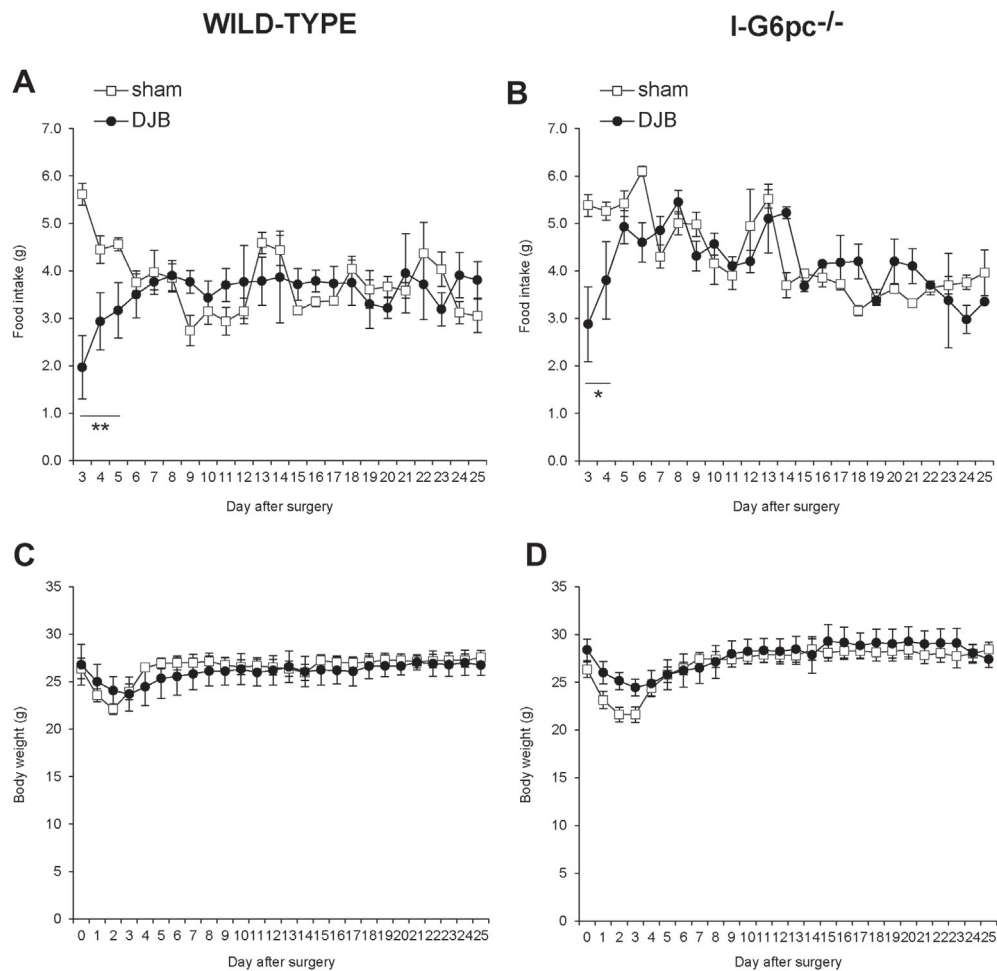 WILD-TYPE
I-G6pc-/-
A
sham
DJB
7.0
6.0
5.0
4.0
3.0
2.0
1.0
0.0
Food intake (g)
**
3 4 5 6 7 8 9 10 11 12 13 14 15 16 17 18 19 20 21 22 23 24 25
Day after surgery
B
sham
DJB
7.0
6.0
5.0
4.0
3.0
2.0
1.0
0.0
Food intake (g)
*
3 4 5 6 7 8 9 10 11 12 13 14 15 16 17 18 19 20 21 22 23 24 25
Day after surgery
C
35
30
25
20
15
10
5
0
Body weight (g)
0 1 2 3 4 5 6 7 8 9 10 11 12 13 14 15 16 17 18 19 20 21 22 23 24 25
Day after surgery
D
35
30
25
20
15
10
5
0
Body weight (g)
0 1 2 3 4 5 6 7 8 9 10 11 12 13 14 15 16 17 18 19 20 21 22 23 24 25
Day after surgery